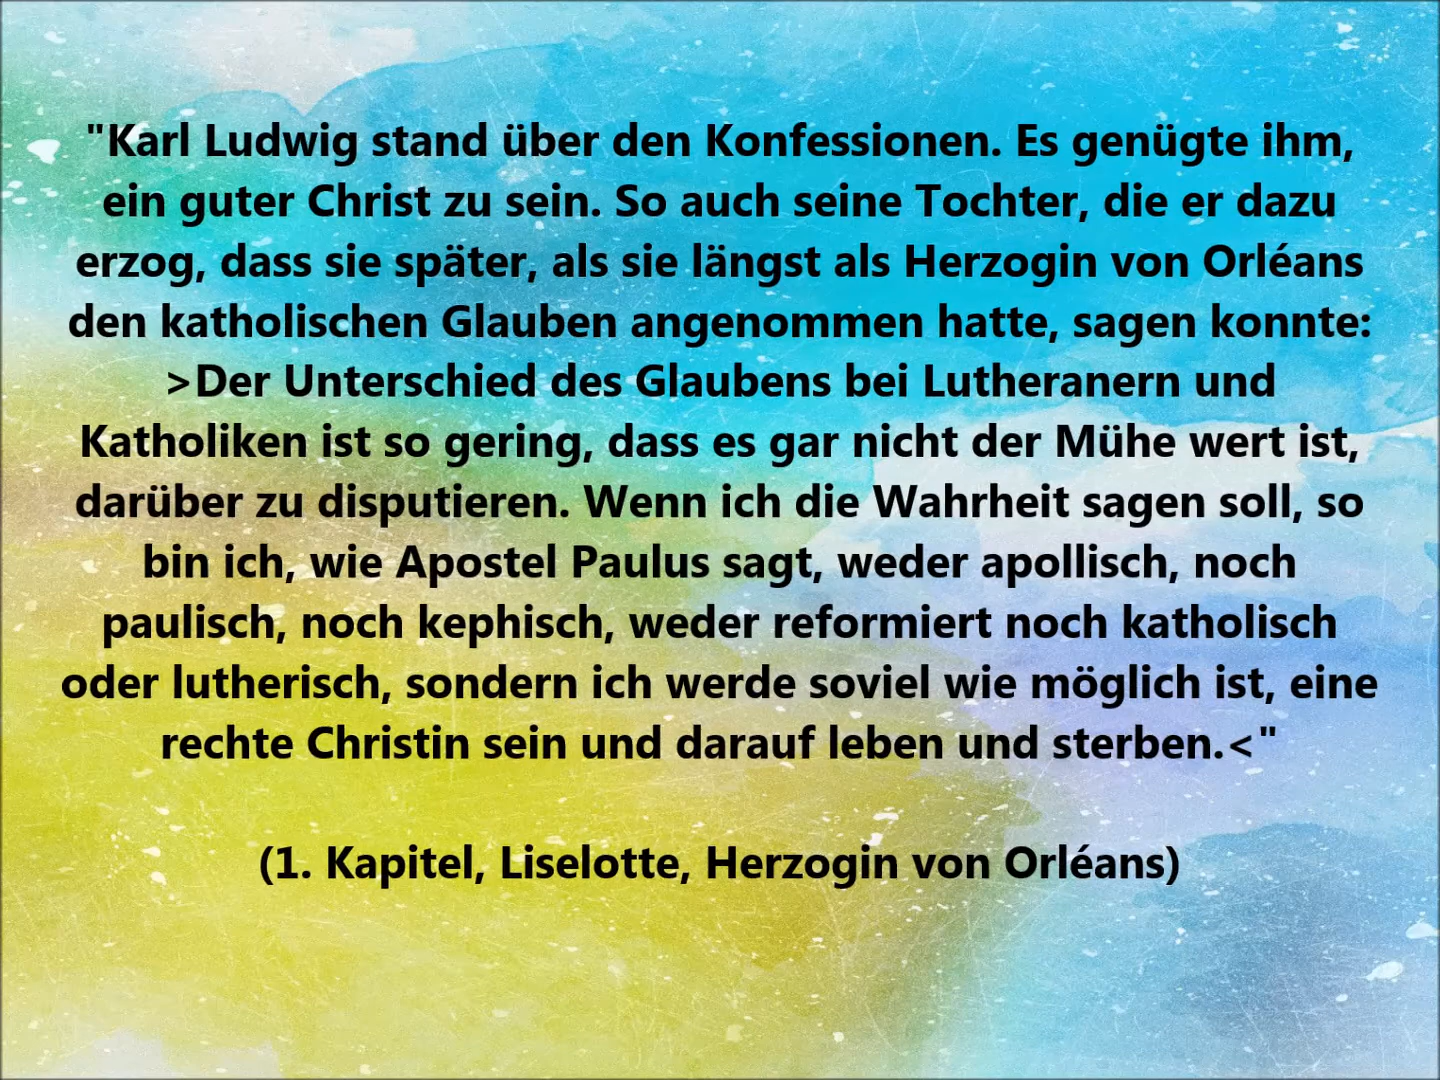 "Karl Ludwig stand über den Konfessionen. Es genügte ihm,
ein guter Christ zu sein. So auch seine Tochter, die er dazu
erzog, dass sie später, als sie längst als Herzogin von Orléans
den katholischen Glauben angenommen hatte, sagen konnte:
>Der Unterschied des Glaubens bei Lutheranern und
Katholiken ist so gering, dass es gar nicht der Mühe wert ist,
darüber zu disputieren. Wenn ich die Wahrheit sagen soll, so
bin ich, wie Apostel Paulus sagt, weder apollisch, noch
paulisch, noch kephisch, weder reformiert noch katholisch
oder lutherisch, sondern ich werde soviel wie möglich ist, eine
rechte Christin sein und darauf leben und sterben.<"
(1. Kapitel, Liselotte, Herzogin von Orléans)